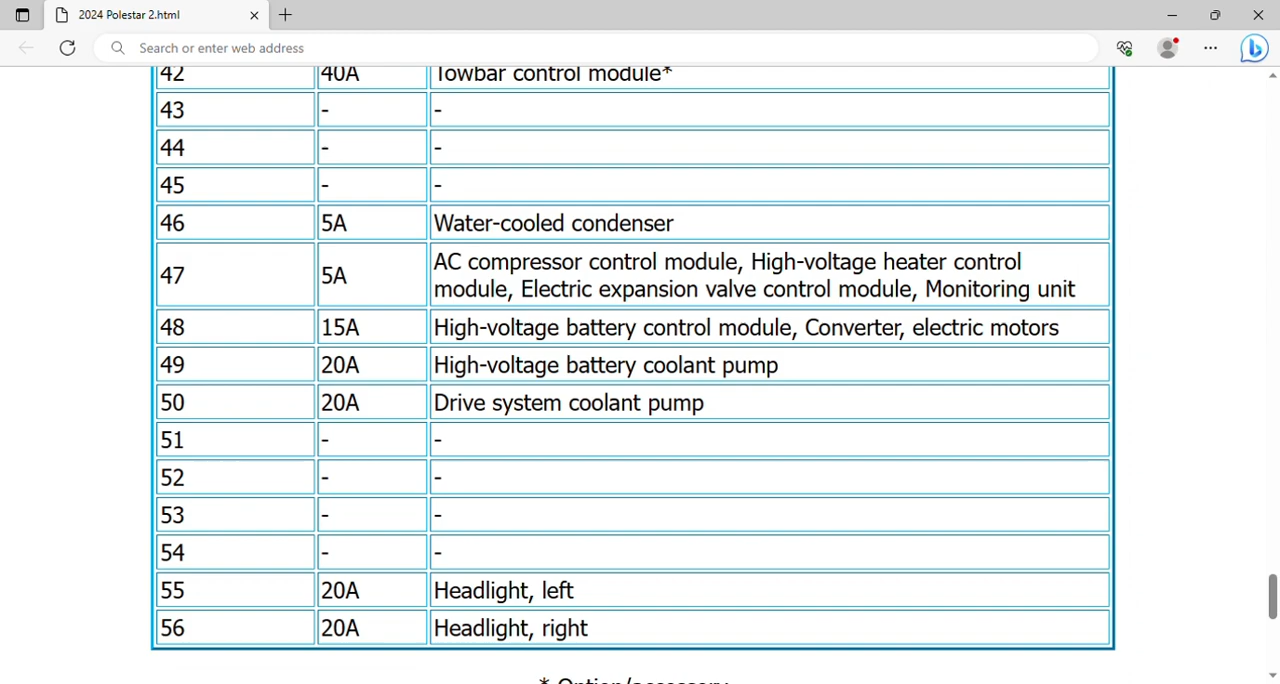 2024 Polestar 2.html
Search or enter web address
42 40A Towbar control module*
43 - -
44 - -
45 - -
46 5A Water-cooled condenser
47 5A AC compressor control module, High-voltage heater control
module, Electric expansion valve control module, Monitoring unit
48 15A High-voltage battery control module, Converter, electric motors
49 20A High-voltage battery coolant pump
50 20A Drive system coolant pump
51 - -
52 - -
53 - -
54 - -
55 20A Headlight, left
56 20A Headlight, right
* Option/accessory